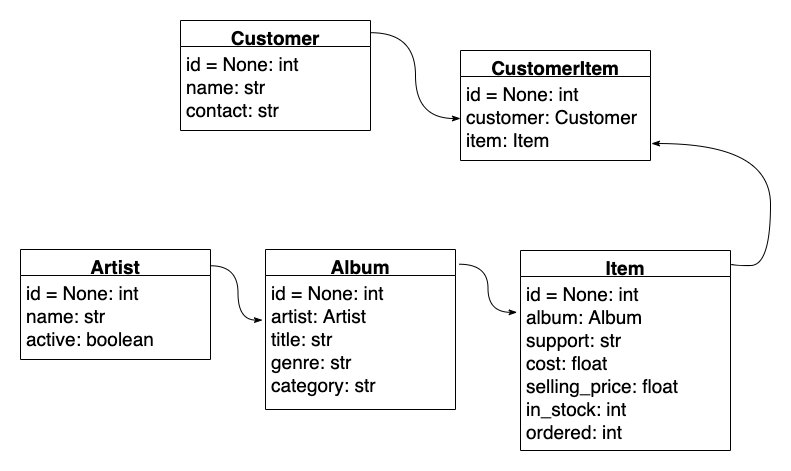 Customer
id = None: int
name: str
contact: str
CustomerItem
id = None: int
customer: Customer
item: Item
Artist
id = None: int
name: str
active: boolean
Album
id = None: int
artist: Artist
title: str
genre: str
category: str
Item
id = None: int
album: Album
support: str
cost: float
selling_price: float
in_stock: int
ordered: int